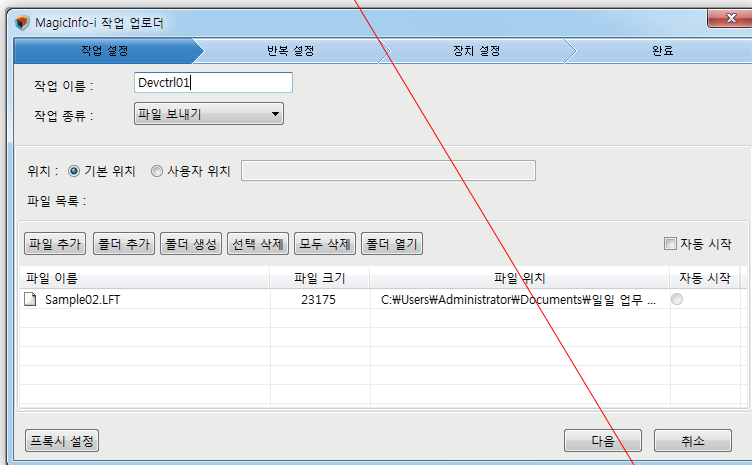 MagicInfo-i 작업 업로더
작업 설정 반복 설정 장치 설정 완료
작업 이름 : Devctrl01
작업 종류 : 파일 보내기
위치 : 기본 위치 사용자 위치
파일 목록 :
파일 추가 폴더 추가 폴더 생성 선택 삭제 모두 삭제 폴더 열기 자동 시작
파일 이름 파일 크기 파일 위치 자동 시작
Sample02.LFT 23175 C:₩Users₩Administrator₩Documents₩일일 업무 ...
프록시 설정 다음 취소